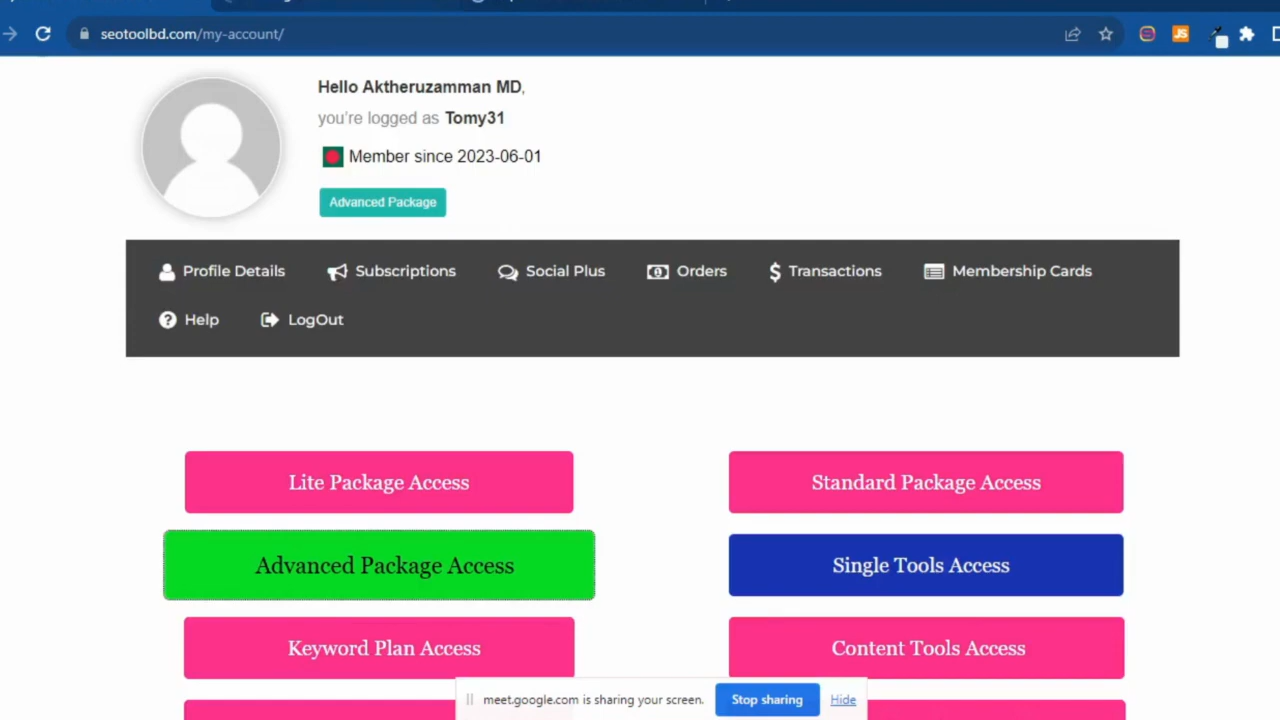 seotoolbd.com/my-account/
JS
Hello Aktheruzamman MD,
you're logged as Tomy31
Member since 2023-06-01
Advanced Package
Profile Details Subscriptions Social Plus Orders Transactions Membership Cards
Help LogOut
Lite Package Access Standard Package Access
Advanced Package Access Single Tools Access
Keyword Plan Access Content Tools Access
meet.google.com is sharing your screen. Stop sharing Hide